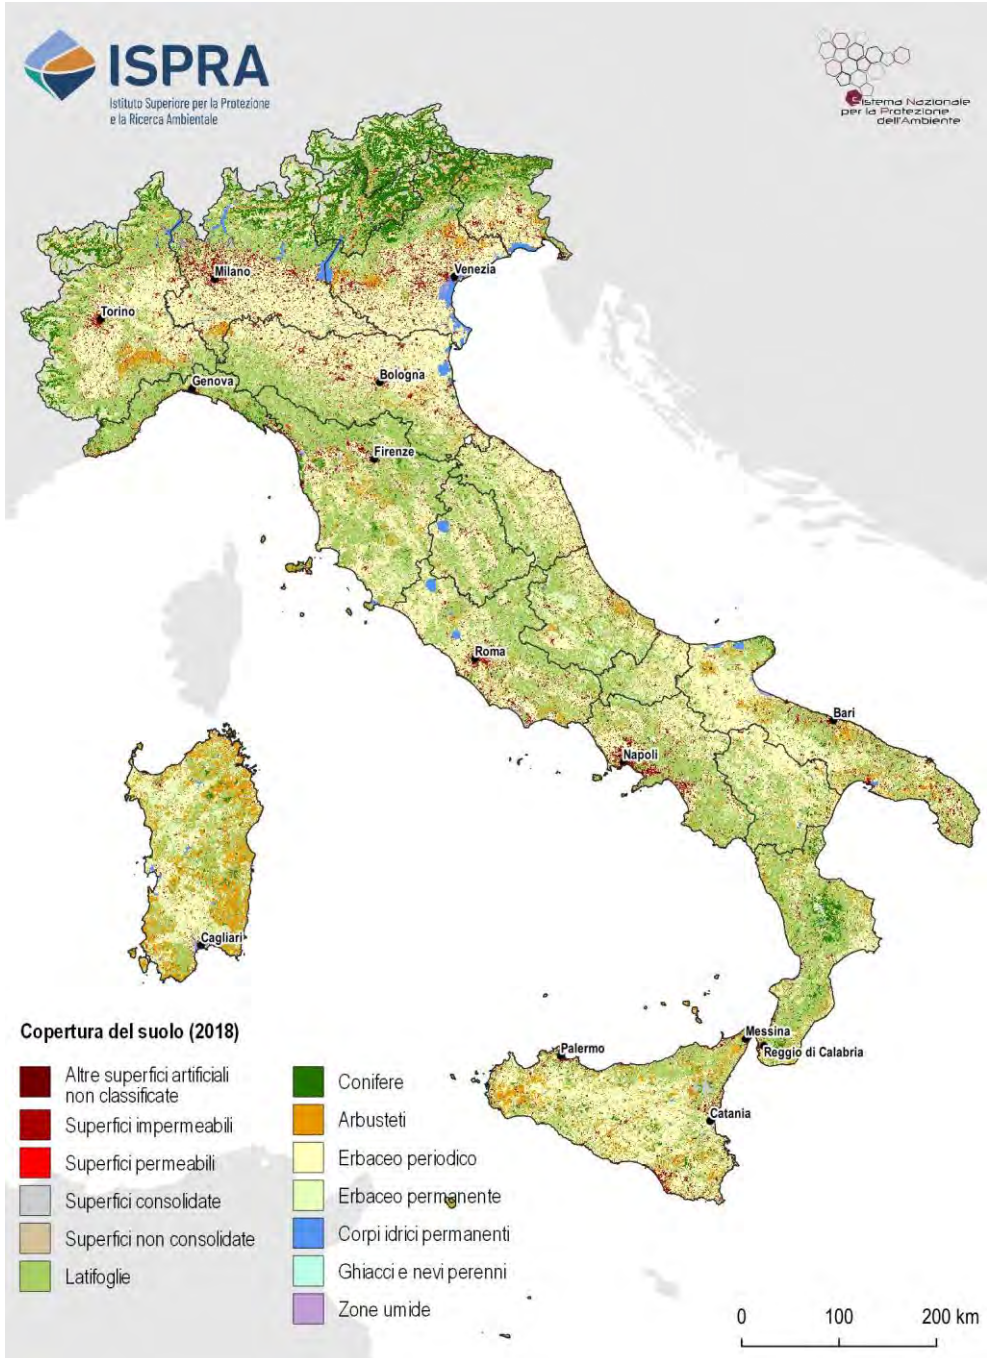 ISPRA
Istituto Superiore per la Protezione
e la Ricerca Ambientale
Sistema Nazionale
per la Protezione
dell'Ambiente
Milano
Venezia
Torino
Genova
Bologna
Firenze
Roma
Bari
Napoli
Cagliari
Messina
Palermo
Reggio di Calabria
Catania
Copertura del suolo (2018)
Altre superfici artificiali
non classificate
Superfici impermeabili
Superfici permeabili
Superfici consolidate
Superfici non consolidate
Latifoglie
Conifere
Arbusteti
Erbaceo periodico
Erbaceo permanente
Corpi idrici permanenti
Ghiacci e nevi perenni
Zone umide
0 100 200 km